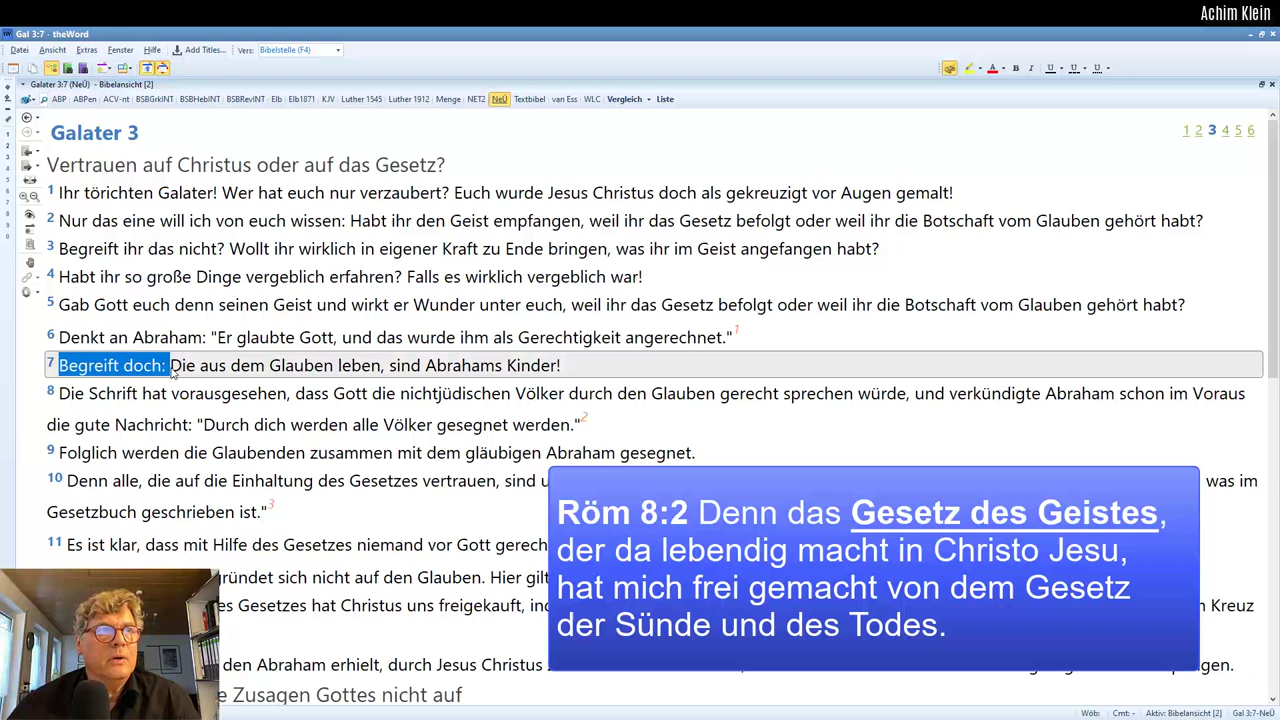 Achim Klein
Gal 3:7 - theWord
Datei Ansicht Extras Fenster Hilfe Add Titles... Vers: Bibelstelle (F4)
Galater 3:7 (NeÜ) - Bibelansicht [2]
ABP ABPen ACV-nt BSBGrkINT BSBHebINT BSBRevINT Elb Elb1871 KJV Luther 1545 Luther 1912 Menge NET2 NeÜ Textbibel van Ess WLC Vergleich Liste
Galater 3
1 2 3 4 5 6
Vertrauen auf Christus oder auf das Gesetz?
1 Ihr törichten Galater! Wer hat euch nur verzaubert? Euch wurde Jesus Christus doch als gekreuzigt vor Augen gemalt!
2 Nur das eine will ich von euch wissen: Habt ihr den Geist empfangen, weil ihr das Gesetz befolgt oder weil ihr die Botschaft vom Glauben gehört habt?
3 Begreift ihr das nicht? Wollt ihr wirklich in eigener Kraft zu Ende bringen, was ihr im Geist angefangen habt?
4 Habt ihr so große Dinge vergeblich erfahren? Falls es wirklich vergeblich war!
5 Gab Gott euch denn seinen Geist und wirkt er Wunder unter euch, weil ihr das Gesetz befolgt oder weil ihr die Botschaft vom Glauben gehört habt?
6 Denkt an Abraham: "Er glaubte Gott, und das wurde ihm als Gerechtigkeit angerechnet."1
7 Begreift doch: Die aus dem Glauben leben, sind Abrahams Kinder!
8 Die Schrift hat vorausgesehen, dass Gott die nichtjüdischen Völker durch den Glauben gerecht sprechen würde, und verkündigte Abraham schon im Voraus
die gute Nachricht: "Durch dich werden alle Völker gesegnet werden."2
9 Folglich werden die Glaubenden zusammen mit dem gläubigen Abraham gesegnet.
10 Denn alle, die auf die Einhaltung des Gesetzes vertrauen, sind u was im
Gesetzbuch geschrieben ist."3
11 Es ist klar, dass mit Hilfe des Gesetzes niemand vor Gott gerech
ründet sich nicht auf den Glauben. Hier gilt
es Gesetzes hat Christus uns freigekauft, in Kreuz
den Abraham erhielt, durch Jesus Christus
e Zusagen Gottes nicht auf
Röm 8:2 Denn das Gesetz des Geistes,
der da lebendig macht in Christo Jesu,
hat mich frei gemacht von dem Gesetz
der Sünde und des Todes.
Wöb: Cmt: - Aktiv: Bibelansicht [2] Gal 3:7-NeÜ